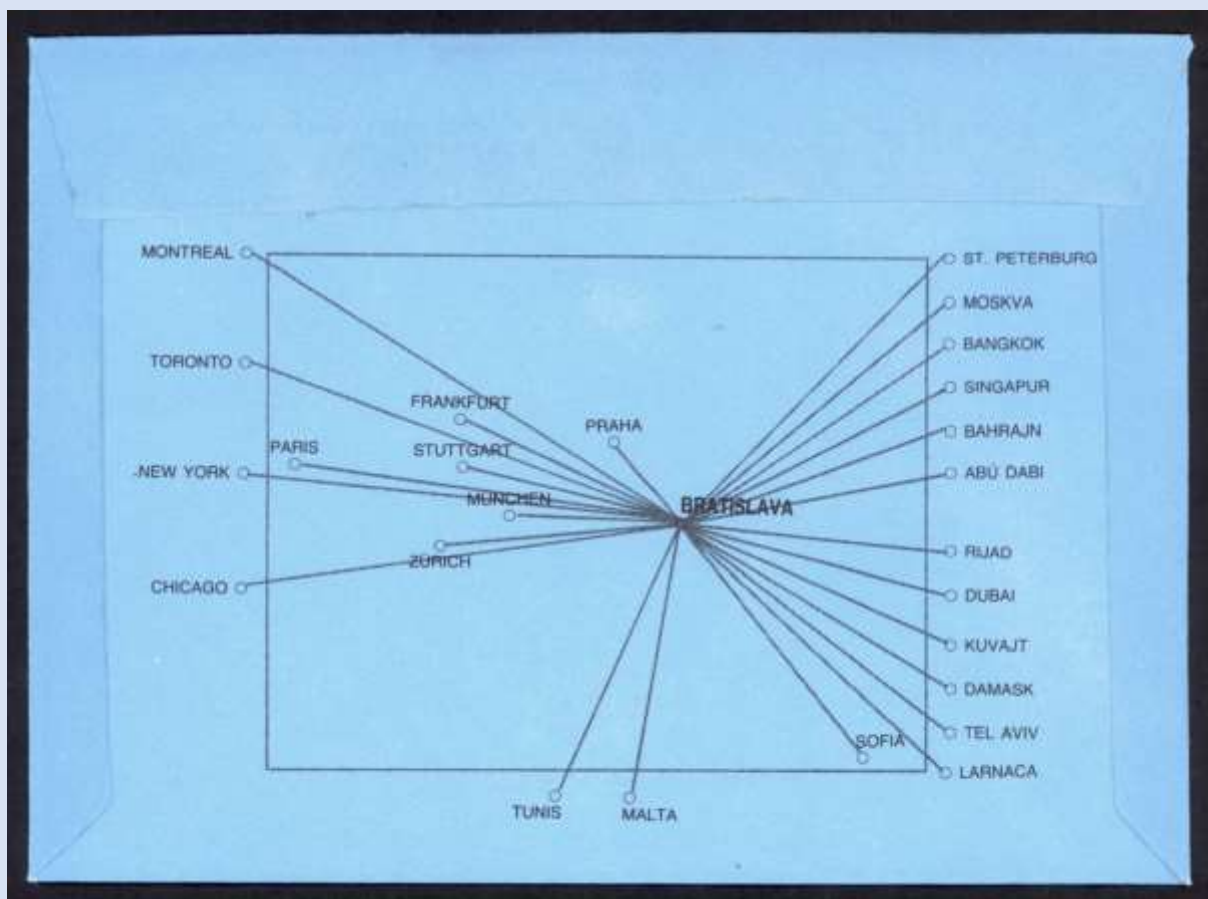 MONTREAL
ST. PETERBURG
MOSKVA
BANGKOK
TORONTO
SINGAPUR
FRANKFURT
PRAHA
BAHRAJN
PARIS
STUTTGART
NEW YORK
ABÚ DABI
MÜNCHEN
BRATISLAVA
RIJAD
ZÜRICH
CHICAGO
DUBAI
KUVAJT
DAMASK
TEL AVIV
SOFIA
LARNACA
TUNIS
MALTA